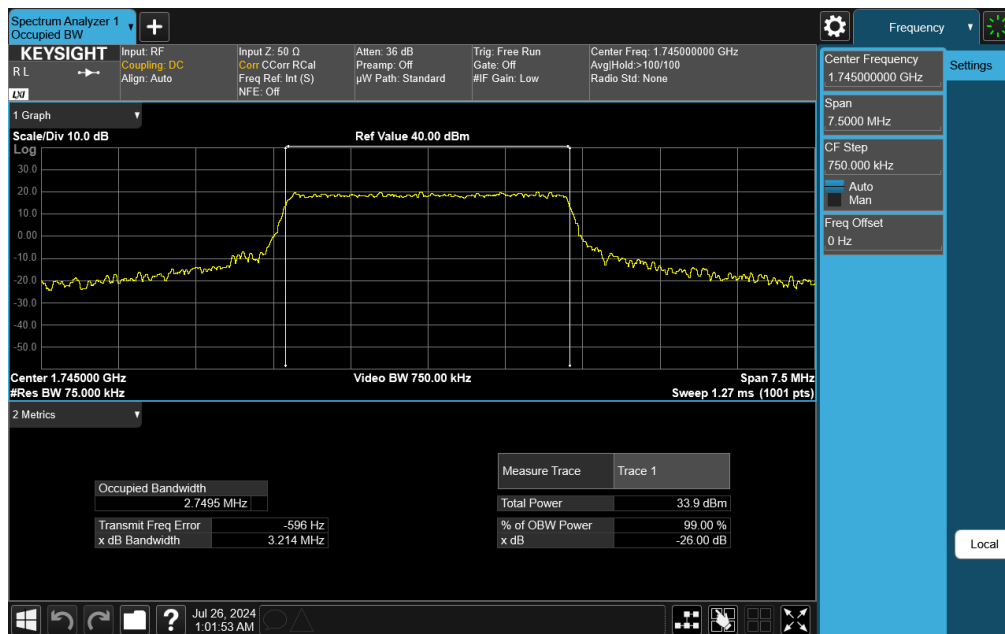 Spectrum Analyzer 1
Occupied BW
+
Frequency
KEYSIGHT
R L
LXI
Input: RF
Coupling: DC
Align: Auto
Input Z: 50 Ω
Corr CCorr RCal
Freq Ref: Int (S)
NFE: Off
Atten: 36 dB
Preamp: Off
µW Path: Standard
Trig: Free Run
Gate: Off
#IF Gain: Low
Center Freq: 1.745000000 GHz
Avg|Hold:>100/100
Radio Std: None
Center Frequency
1.745000000 GHz
Settings
Span
7.5000 MHz
CF Step
750.000 kHz
Auto
Man
Freq Offset
0 Hz
Local
1 Graph
Scale/Div 10.0 dB
Ref Value 40.00 dBm
Log
30.0
20.0
10.0
0.00
-10.0
-20.0
-30.0
-40.0
-50.0
Center 1.745000 GHz
Video BW 750.00 kHz
Span 7.5 MHz
#Res BW 75.000 kHz
Sweep 1.27 ms (1001 pts)
2 Metrics
Measure Trace Trace 1
Occupied Bandwidth
2.7495 MHz
Total Power 33.9 dBm
Transmit Freq Error -596 Hz
% of OBW Power 99.00 %
x dB Bandwidth 3.214 MHz
x dB -26.00 dB
?
Jul 26, 2024
1:01:53 AM